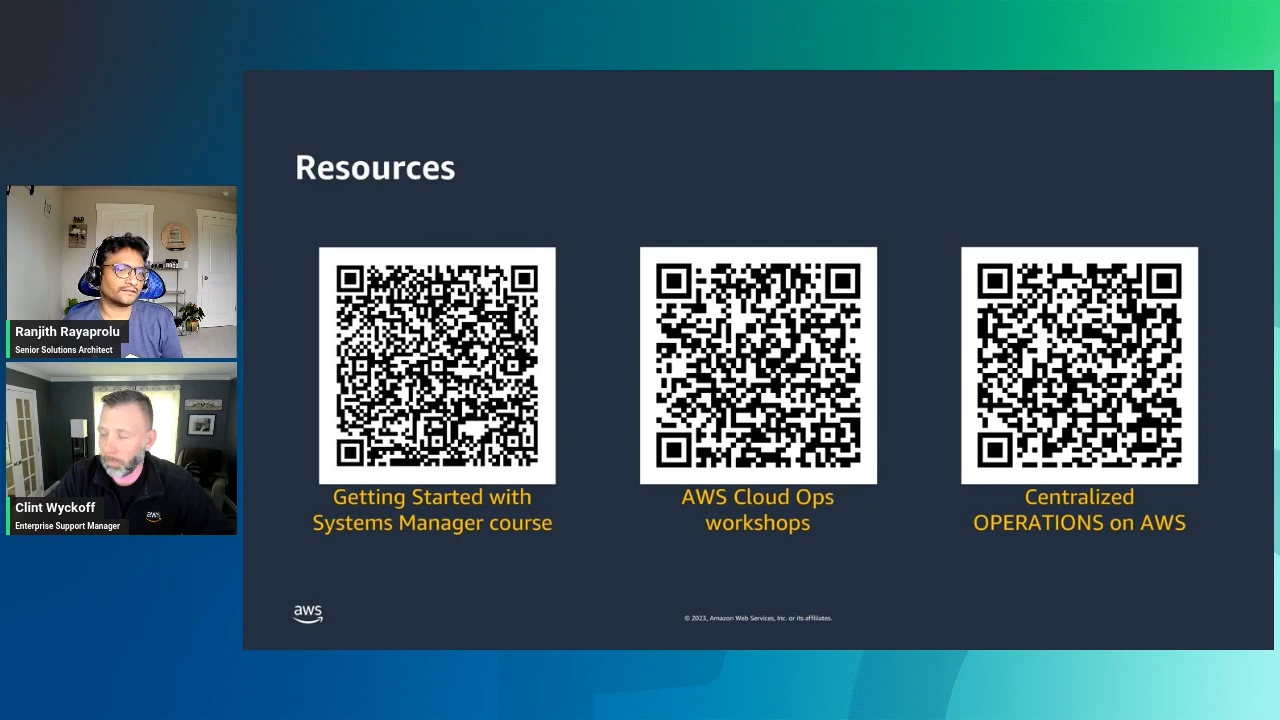 Resources
Ranjith Rayaprolu
Senior Solutions Architect
Clint Wyckoff
Enterprise Support Manager
aws
Getting Started with
Systems Manager course
AWS Cloud Ops
workshops
Centralized
OPERATIONS on AWS
aws
© 2023, Amazon Web Services, Inc. or its affiliates.